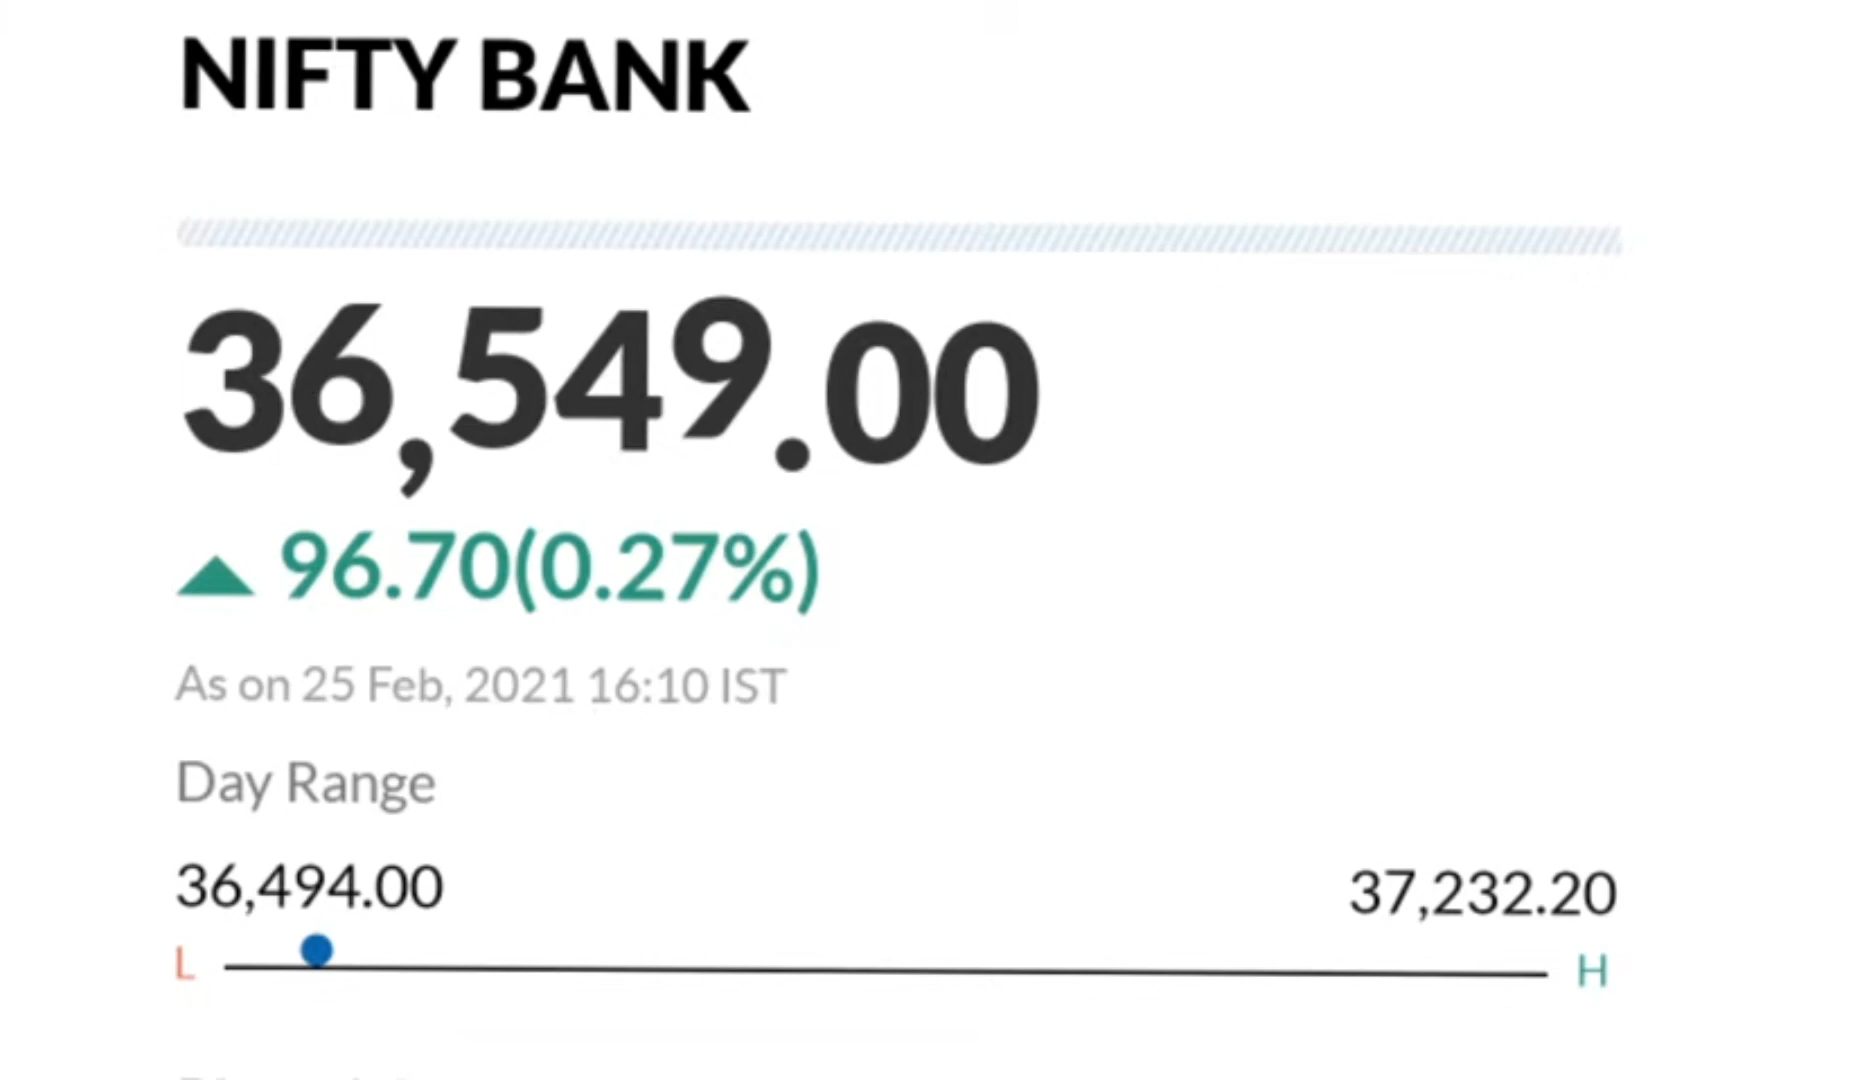 NIFTY BANK
36,549.00
▲ 96.70(0.27%)
As on 25 Feb, 2021 16:10 IST
Day Range
36,494.00 37,232.20
L H